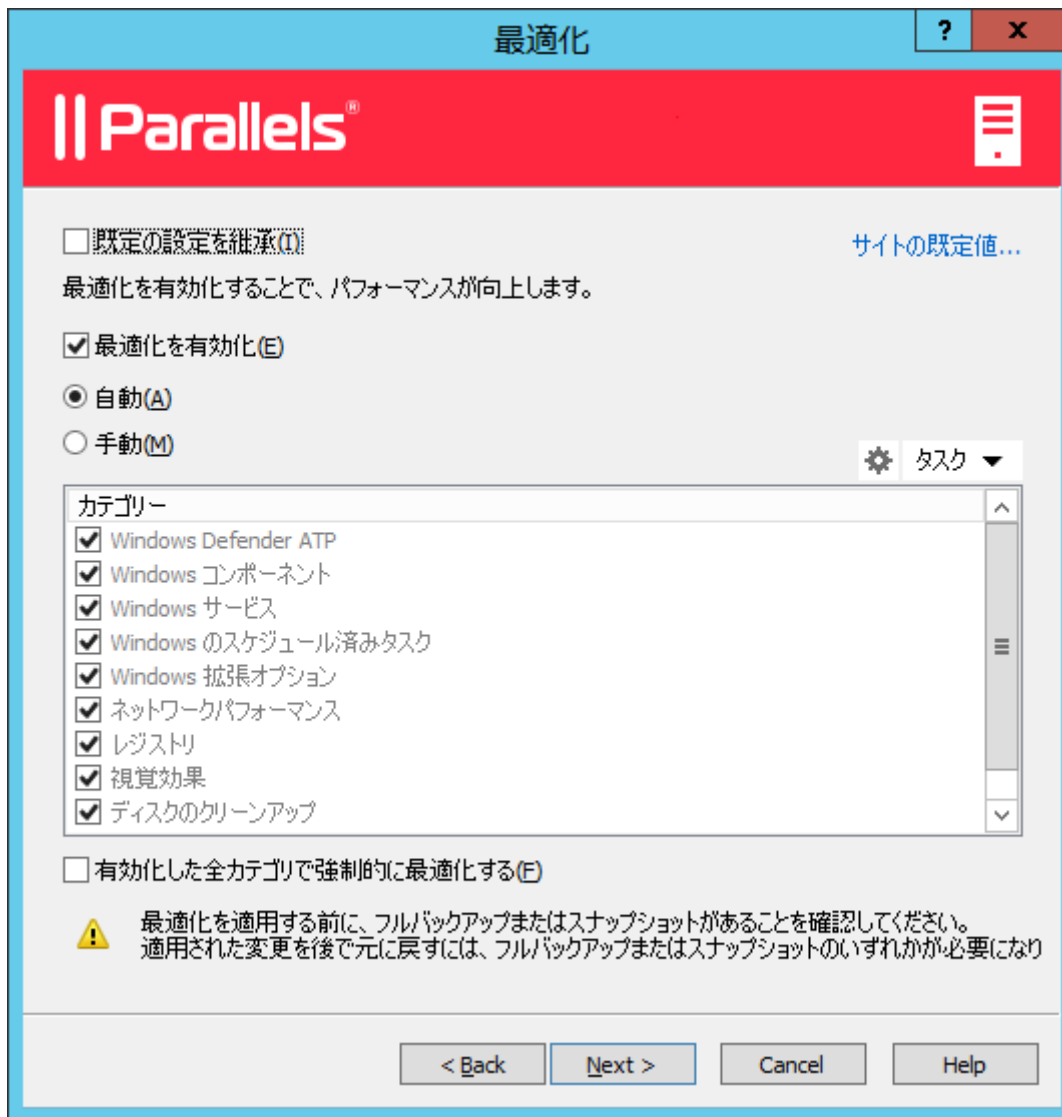 最適化
? x
Parallels®
既定の設定を継承(I)
サイトの既定値...
最適化を有効化することで、パフォーマンスが向上します。
最適化を有効化(E)
自動(A)
手動(M)
タスク
カテゴリー
Windows Defender ATP
Windows コンポーネント
Windows サービス
Windows のスケジュール済みタスク
Windows 拡張オプション
ネットワークパフォーマンス
レジストリ
視覚効果
ディスクのクリーンアップ
有効化した全カテゴリで強制的に最適化する(F)
最適化を適用する前に、フルバックアップまたはスナップショットがあることを確認してください。
適用された変更を後で元に戻すには、フルバックアップまたはスナップショットのいずれかが必要になり
< Back
Next >
Cancel
Help